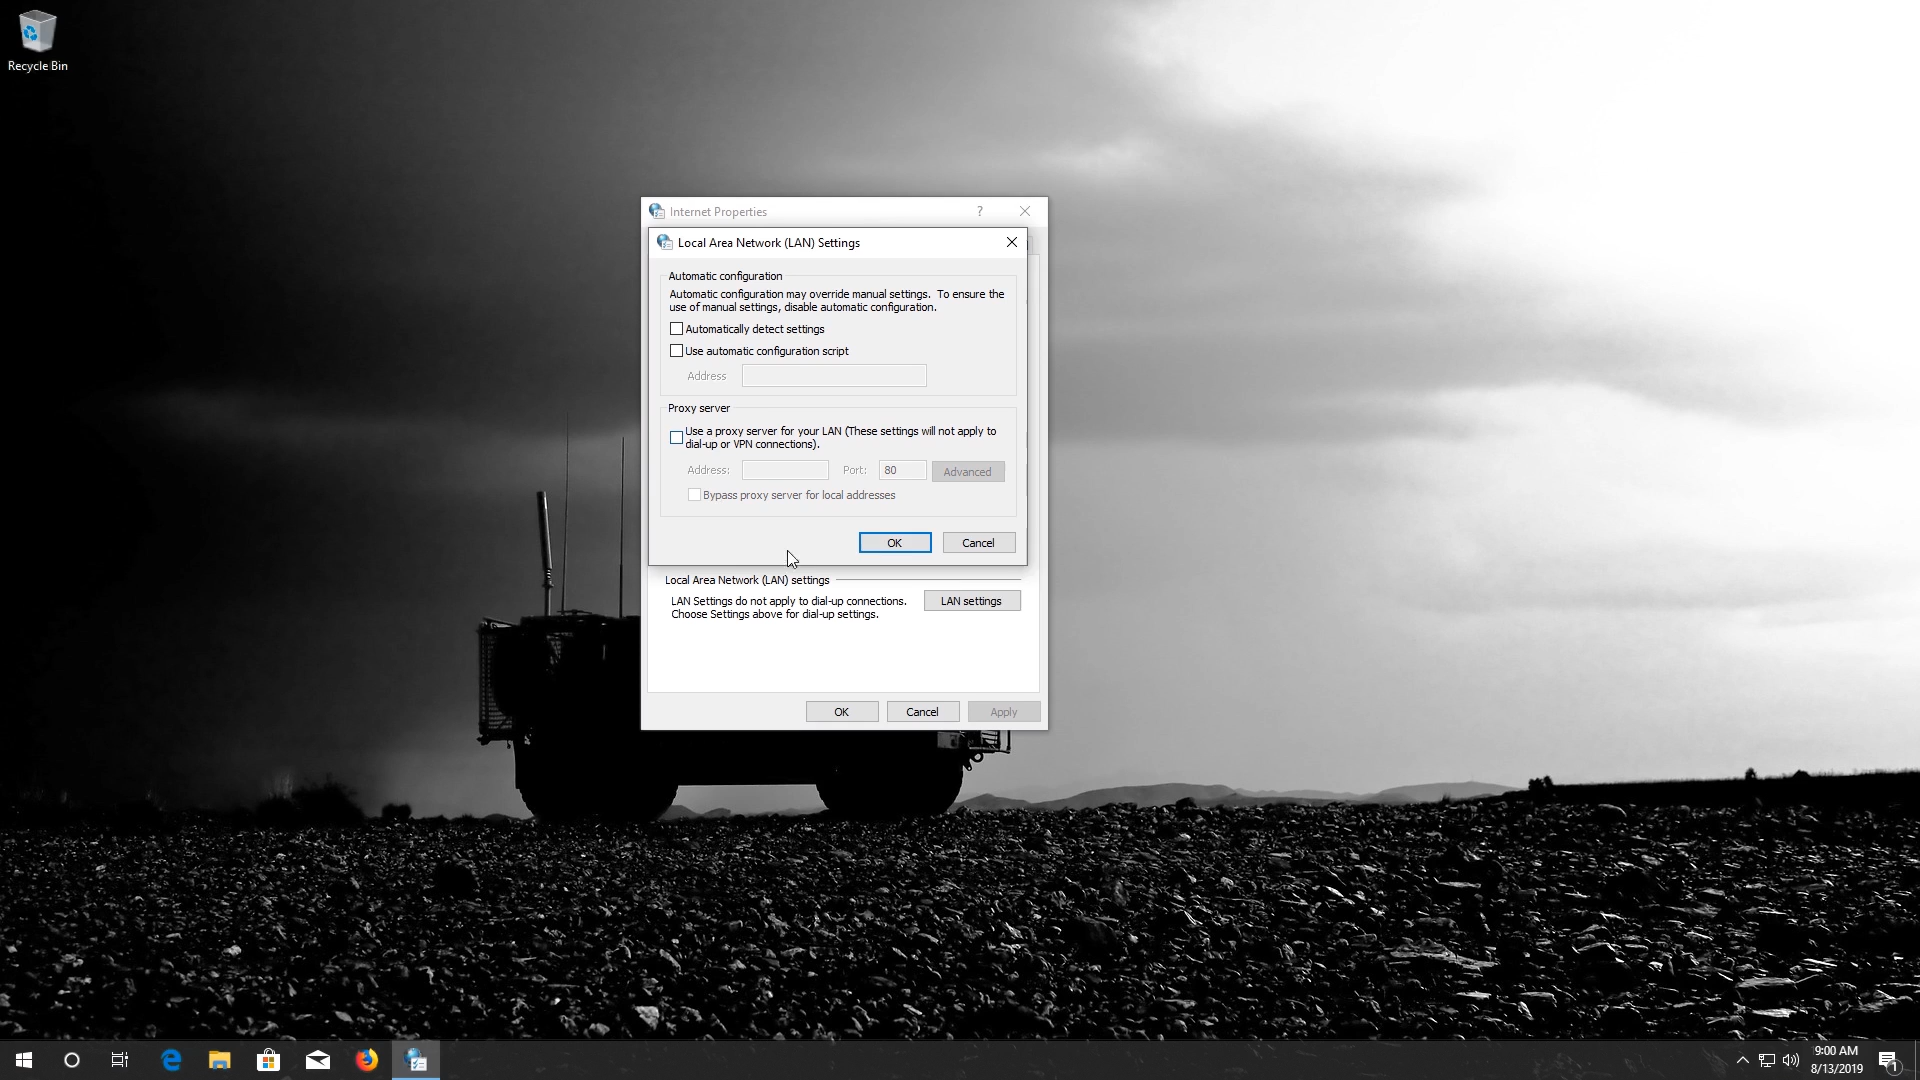 Recycle Bin
Internet Properties
?
Local Area Network (LAN) Settings
Automatic configuration
Automatic configuration may override manual settings. To ensure the
use of manual settings, disable automatic configuration.
Automatically detect settings
Use automatic configuration script
Address
Proxy server
Use a proxy server for your LAN (These settings will not apply to
dial-up or VPN connections).
Address:
Port: 80
Advanced
Bypass proxy server for local addresses
OK
Cancel
Local Area Network (LAN) settings
LAN Settings do not apply to dial-up connections.
Choose Settings above for dial-up settings.
LAN settings
OK
Cancel
Apply
9:00 AM
8/13/2019
1